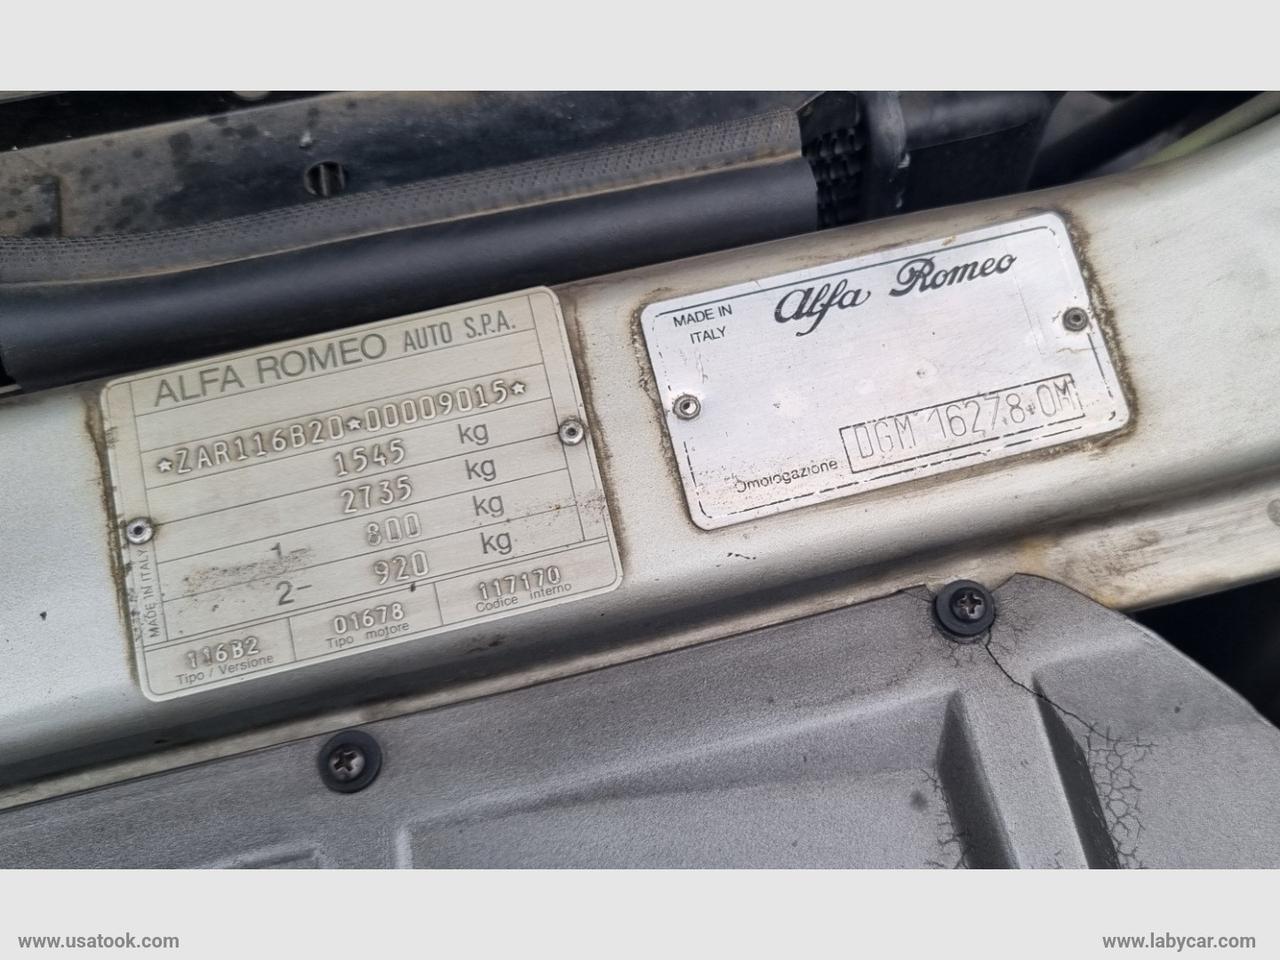 ALFA ROMEO AUTO S.P.A.
*ZAR116B20*00009015*
1545 kg
2735 kg
1- 800 kg
2- 920 kg
MADE IN ITALY
116B2
Tipo / Versione
01678
Tipo motore
117170
Codice interno
MADE IN
ITALY
Alfa Romeo
Omologazione
DGM 16278 OM
www.usatook.com
www.labycar.com